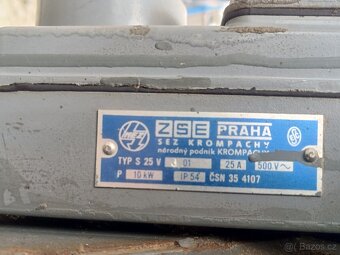 ZSE PRAHA
SEZ KROMPACHY
národný podnik KROMPACHY
TYP S 25 V 01 25 A 500 V ~
P 10 kW IP 54 ČSN 35 4107
Bazoš.cz